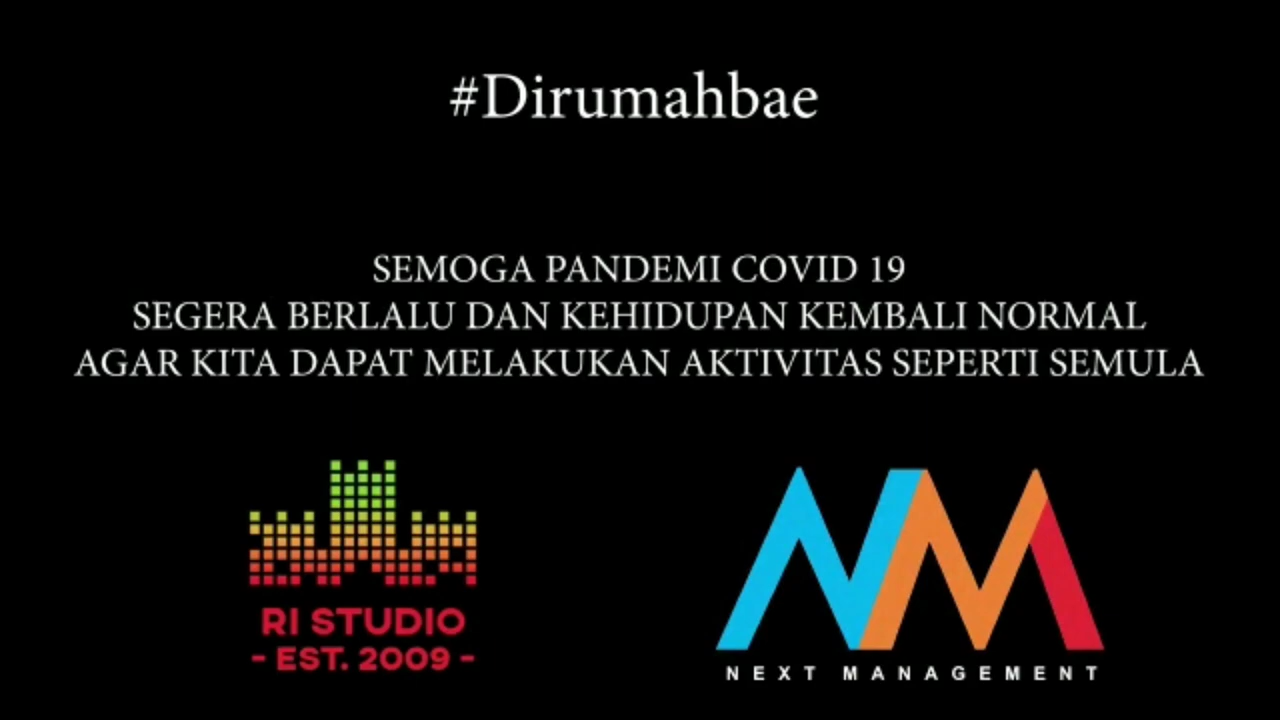 #Dirumahbae
SEMOGA PANDEMI COVID 19
SEGERA BERLALU DAN KEHIDUPAN KEMBALI NORMAL
AGAR KITA DAPAT MELAKUKAN AKTIVITAS SEPERTI SEMULA
RI STUDIO
- EST. 2009 -
NM
NEXT MANAGEMENT